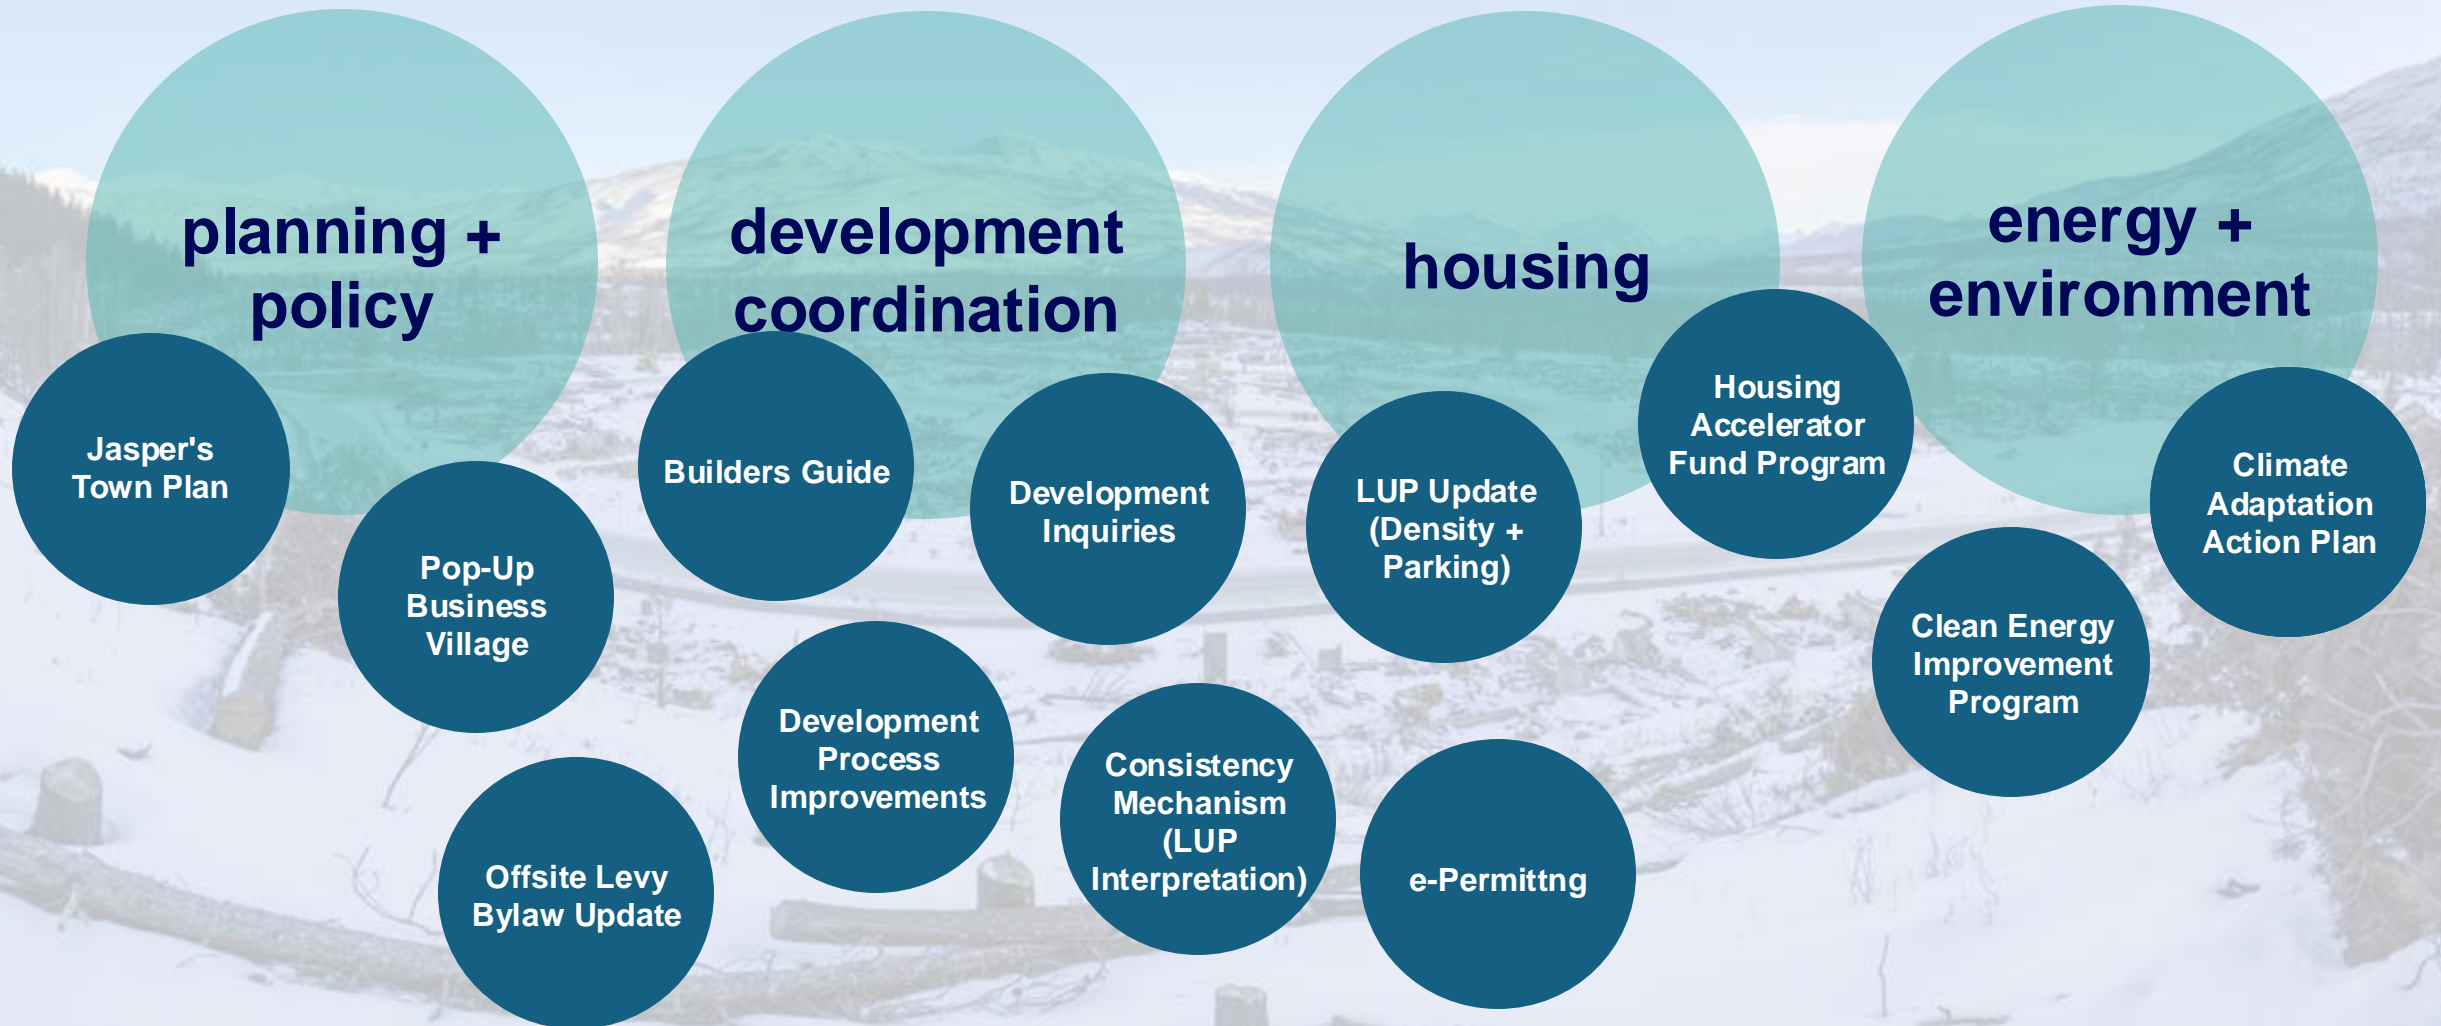 planning +
policy
development
coordination
housing
energy +
environment
Jasper's
Town Plan
Pop-Up
Business
Village
Offsite Levy
Bylaw Update
Builders Guide
Development
Inquiries
Development
Process
Improvements
Consistency
Mechanism
(LUP
Interpretation)
LUP Update
(Density +
Parking)
e-Permittng
Housing
Accelerator
Fund Program
Clean Energy
Improvement
Program
Climate
Adaptation
Action Plan